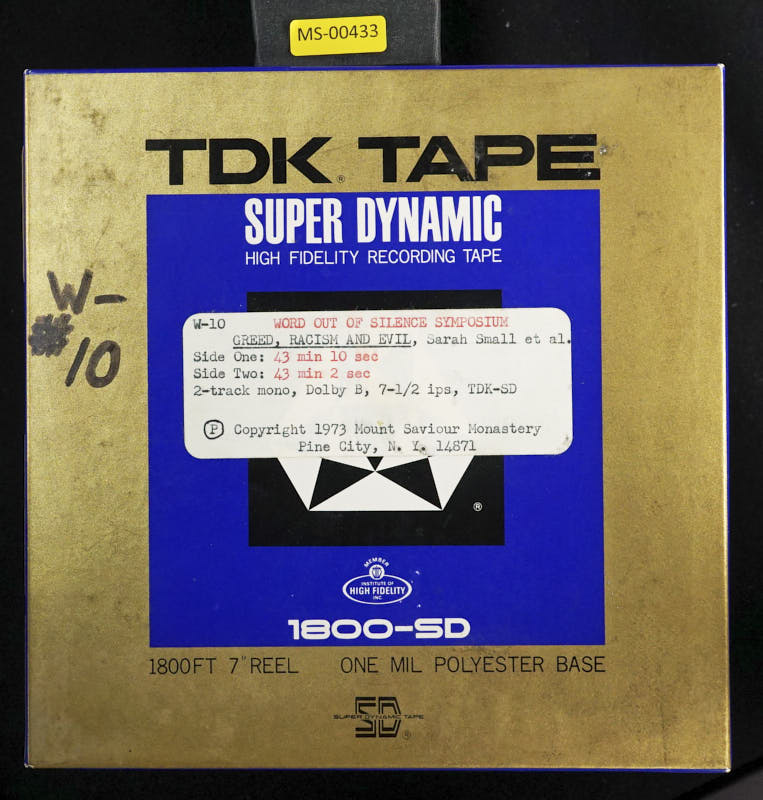 MS-00433
TDK® TAPE
SUPER DYNAMIC
HIGH FIDELITY RECORDING TAPE
W-
#10
W-10 WORD OUT OF SILENCE SYMPOSIUM
GREED, RACISM AND EVIL, Sarah Small et al.
Side One: 43 min 10 sec
Side Two: 43 min 2 sec
2-track mono, Dolby B, 7-1/2 ips, TDK-SD
Ⓟ Copyright 1973 Mount Saviour Monastery
Pine City, N. Y. 14871
®
MEMBER
INSTITUTE OF
HIGH FIDELITY
INC.
1800-SD
1800FT 7" REEL ONE MIL POLYESTER BASE
SD
SUPER DYNAMIC TAPE
®